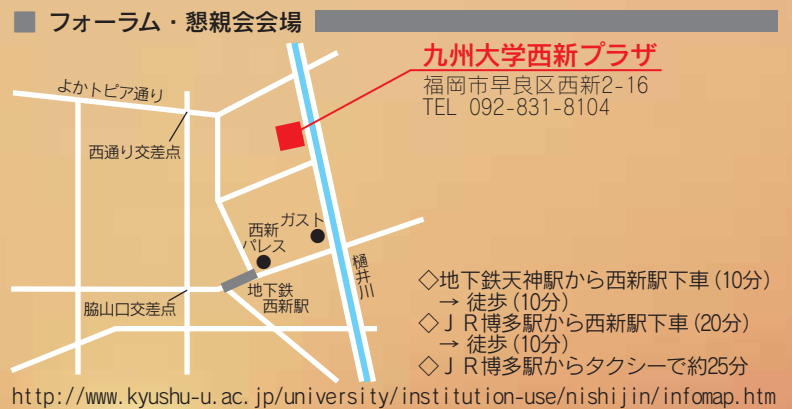 ■ フォーラム・懇親会会場
九州大学西新プラザ
福岡市早良区西新2-16
TEL 092-831-8104
よかトピア通り
西通り交差点
ガスト
西新
パレス
樋井川
地下鉄
西新駅
脇山口交差点
◇地下鉄天神駅から西新駅下車(10分)
→ 徒歩(10分)
◇ＪＲ博多駅から西新駅下車(20分)
→ 徒歩(10分)
◇ＪＲ博多駅からタクシーで約25分
http://www.kyushu-u.ac.jp/university/institution-use/nishijin/infomap.htm